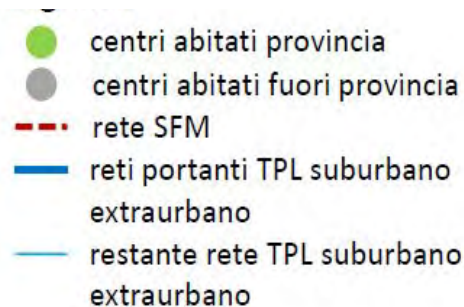 centri abitati provincia
centri abitati fuori provincia
rete SFM
reti portanti TPL suburbano
extraurbano
restante rete TPL suburbano
extraurbano